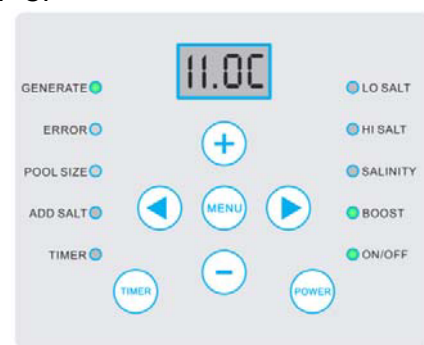 11.0C
GENERATE
LO SALT
ERROR
HI SALT
POOL SIZE
SALINITY
ADD SALT
MENU
BOOST
TIMER
ON/OFF
TIMER
POWER